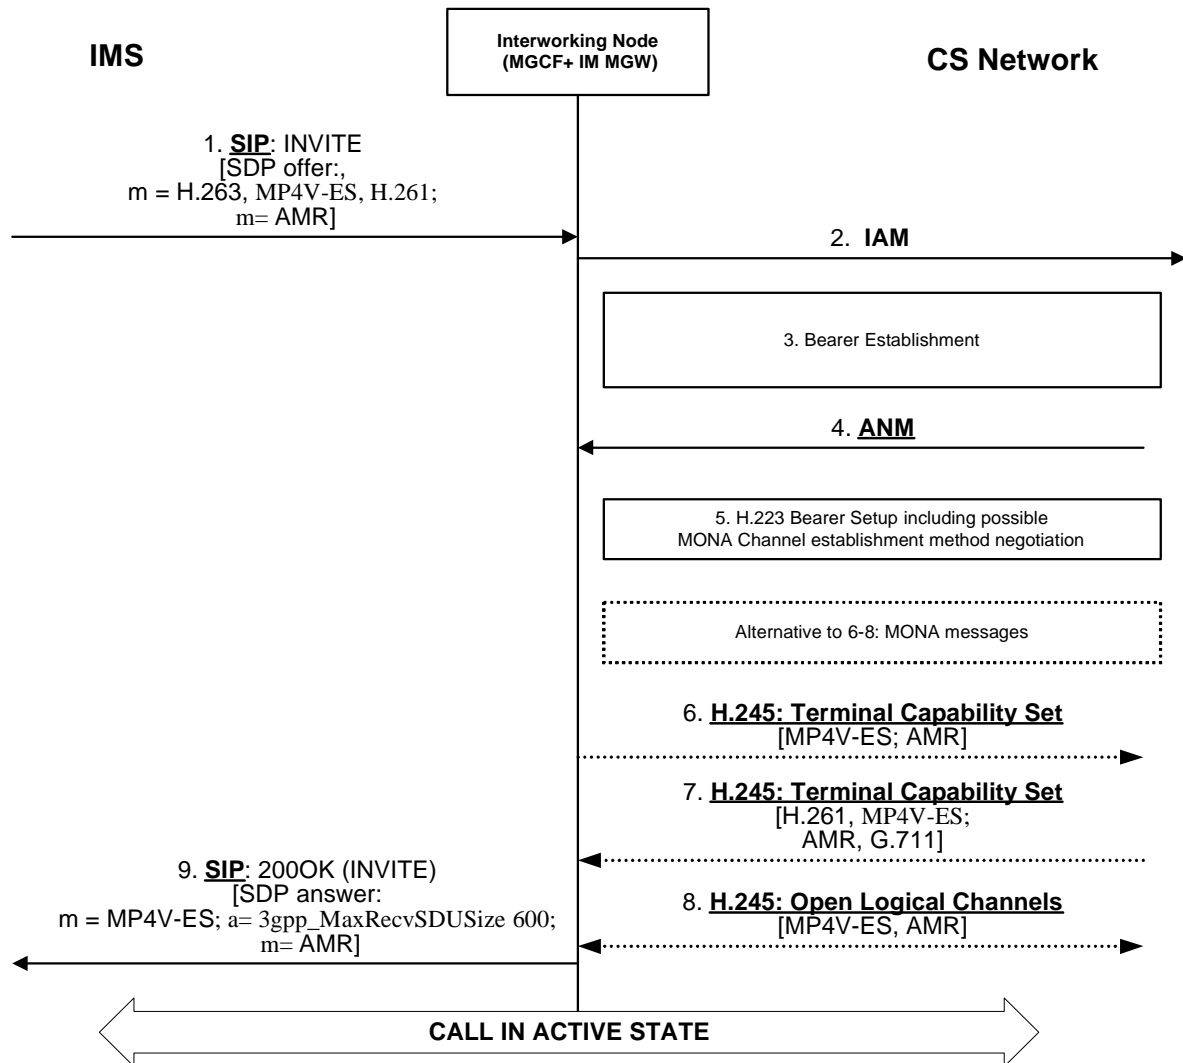 IMS
Interworking Node
(MGCF+ IM MGW)
CS Network
1. SIP: INVITE
[SDP offer:,
m = H.263, MP4V-ES, H.261;
m= AMR]
2. IAM
3. Bearer Establishment
4. ANM
5. H.223 Bearer Setup including possible
MONA Channel establishment method negotiation
Alternative to 6-8: MONA messages
6. H.245: Terminal Capability Set
[MP4V-ES; AMR]
7. H.245: Terminal Capability Set
[H.261, MP4V-ES;
AMR, G.711]
8. H.245: Open Logical Channels
[MP4V-ES, AMR]
9. SIP: 200OK (INVITE)
[SDP answer:
m = MP4V-ES; a= 3gpp_MaxRecvSDUSize 600;
m= AMR]
CALL IN ACTIVE STATE